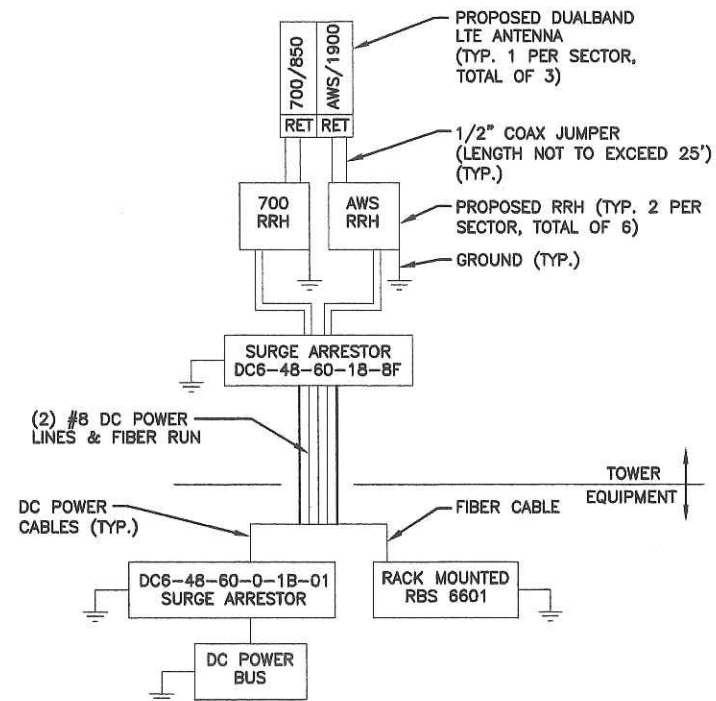 PROPOSED DUALBAND
LTE ANTENNA
(TYP. 1 PER SECTOR,
TOTAL OF 3)
700/850
AWS/1900
RET RET
1/2" COAX JUMPER
(LENGTH NOT TO EXCEED 25')
(TYP.)
700
RRH
AWS
RRH
PROPOSED RRH (TYP. 2 PER
SECTOR, TOTAL OF 6)
GROUND (TYP.)
SURGE ARRESTOR
DC6-48-60-18-8F
(2) #8 DC POWER
LINES & FIBER RUN
TOWER
EQUIPMENT
DC POWER
CABLES (TYP.)
FIBER CABLE
DC6-48-60-0-1B-01
SURGE ARRESTOR
RACK MOUNTED
RBS 6601
DC POWER
BUS